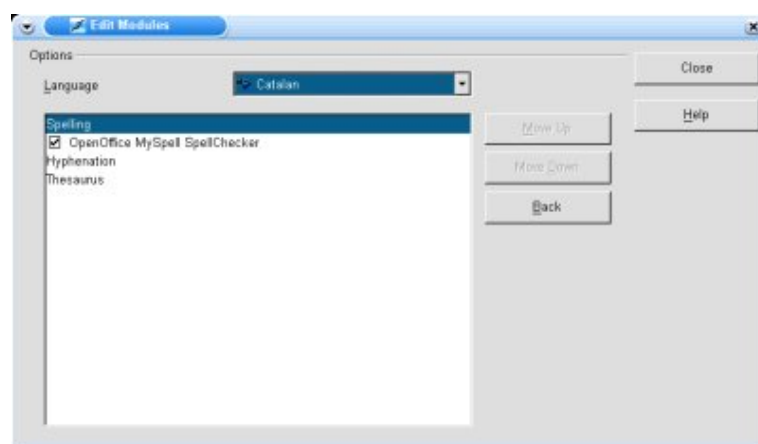 Edit Modules
Options
Language
Catalan
Close
Help
Spelling
OpenOffice MySpell SpellChecker
Hyphenation
Thesaurus
Move Up
Move Down
Back